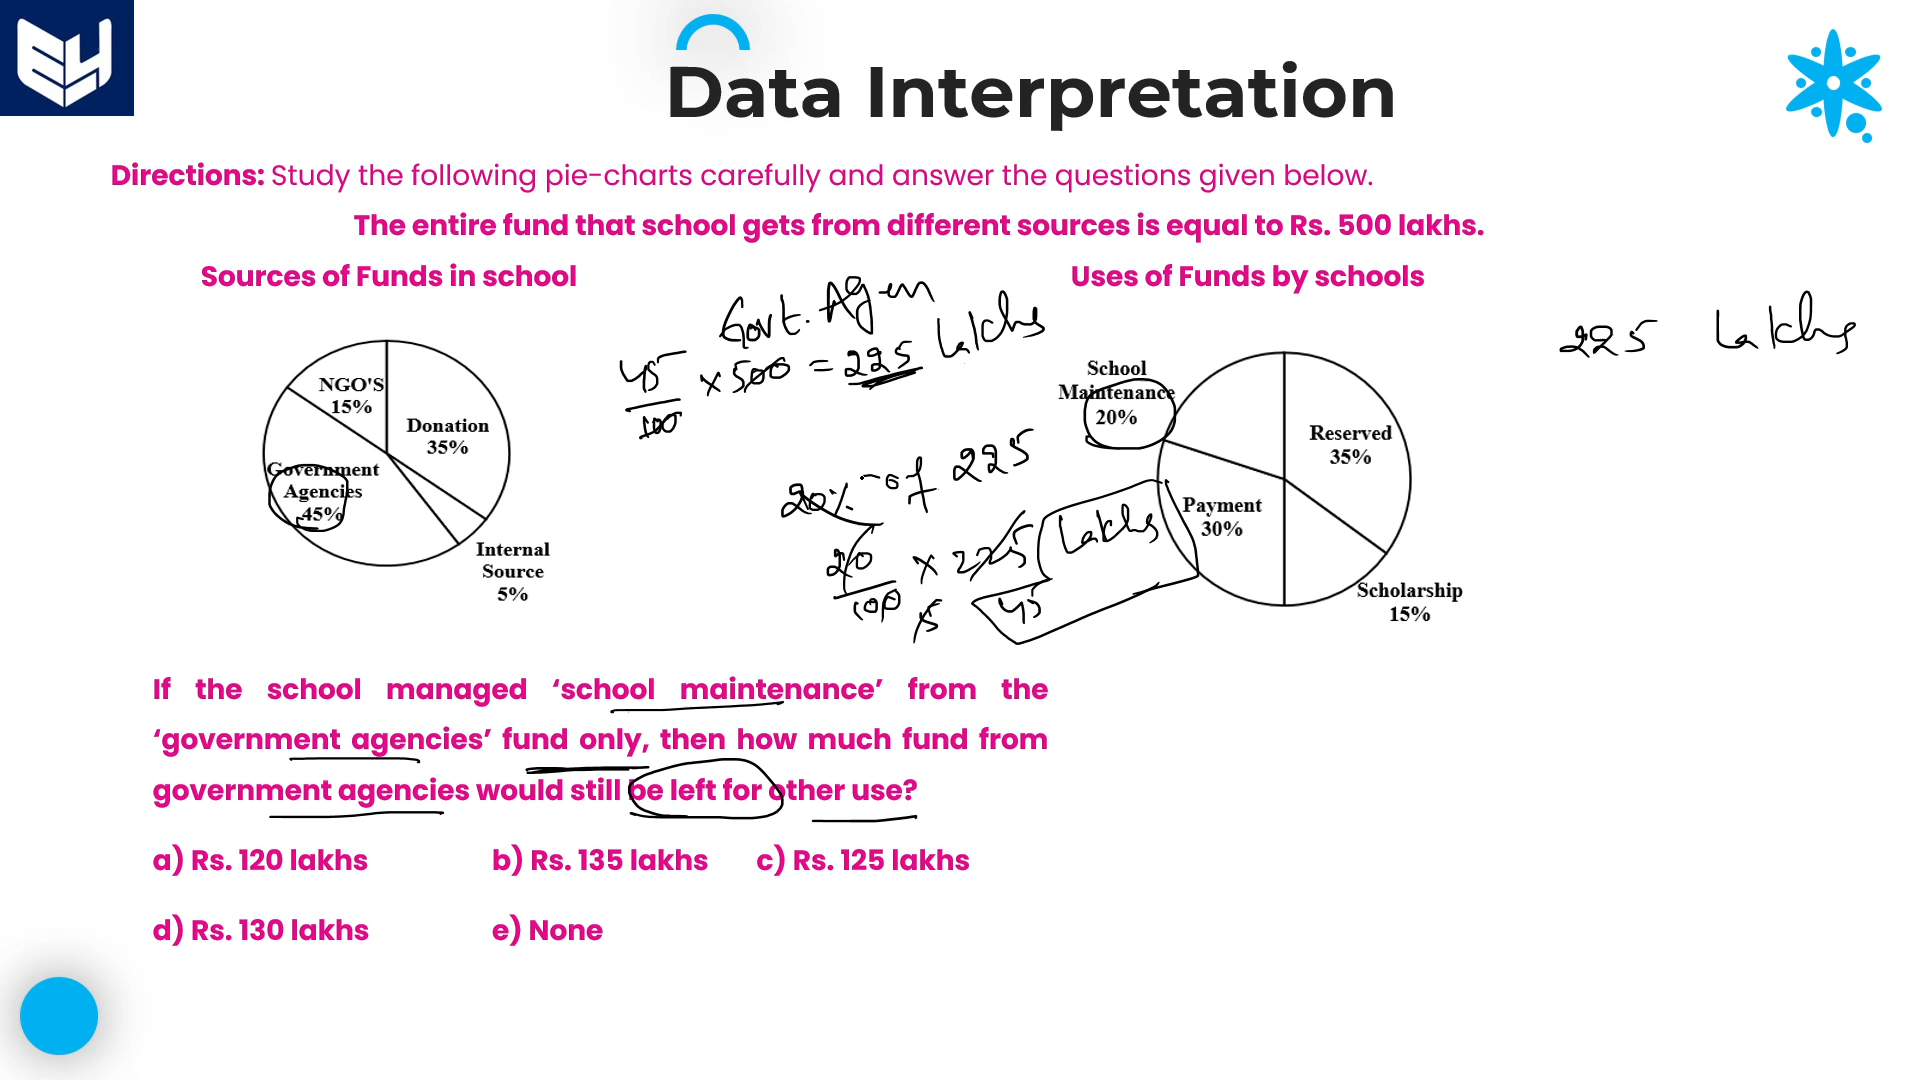 Data Interpretation
Directions: Study the following pie-charts carefully and answer the questions given below.
The entire fund that school gets from different sources is equal to Rs. 500 lakhs.
Sources of Funds in school
Uses of Funds by schools
NGO'S
15%
Donation
35%
Government
Agencies
45%
Internal
Source
5%
Govt. Agen
45/100 × 500 = 225 lakhs
20% of 225
20/100 × 225 lakhs
5 45
School
Maintenance
20%
Reserved
35%
Payment
30%
Scholarship
15%
225 lakhs
If the school managed ‘school maintenance’ from the
‘government agencies’ fund only, then how much fund from
government agencies would still be left for other use?
a) Rs. 120 lakhs b) Rs. 135 lakhs c) Rs. 125 lakhs
d) Rs. 130 lakhs e) None